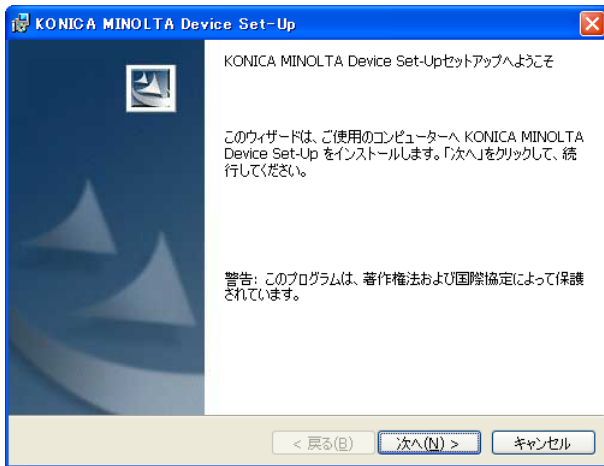 KONICA MINOLTA Device Set-Up
KONICA MINOLTA Device Set-Upセットアップへようこそ
このウィザードは、ご使用のコンピューターへ KONICA MINOLTA
Device Set-Up をインストールします。「次へ」をクリックして、続
行してください。
警告: このプログラムは、著作権法および国際協定によって保護
されています。
< 戻る(B)
次へ(N) >
キャンセル